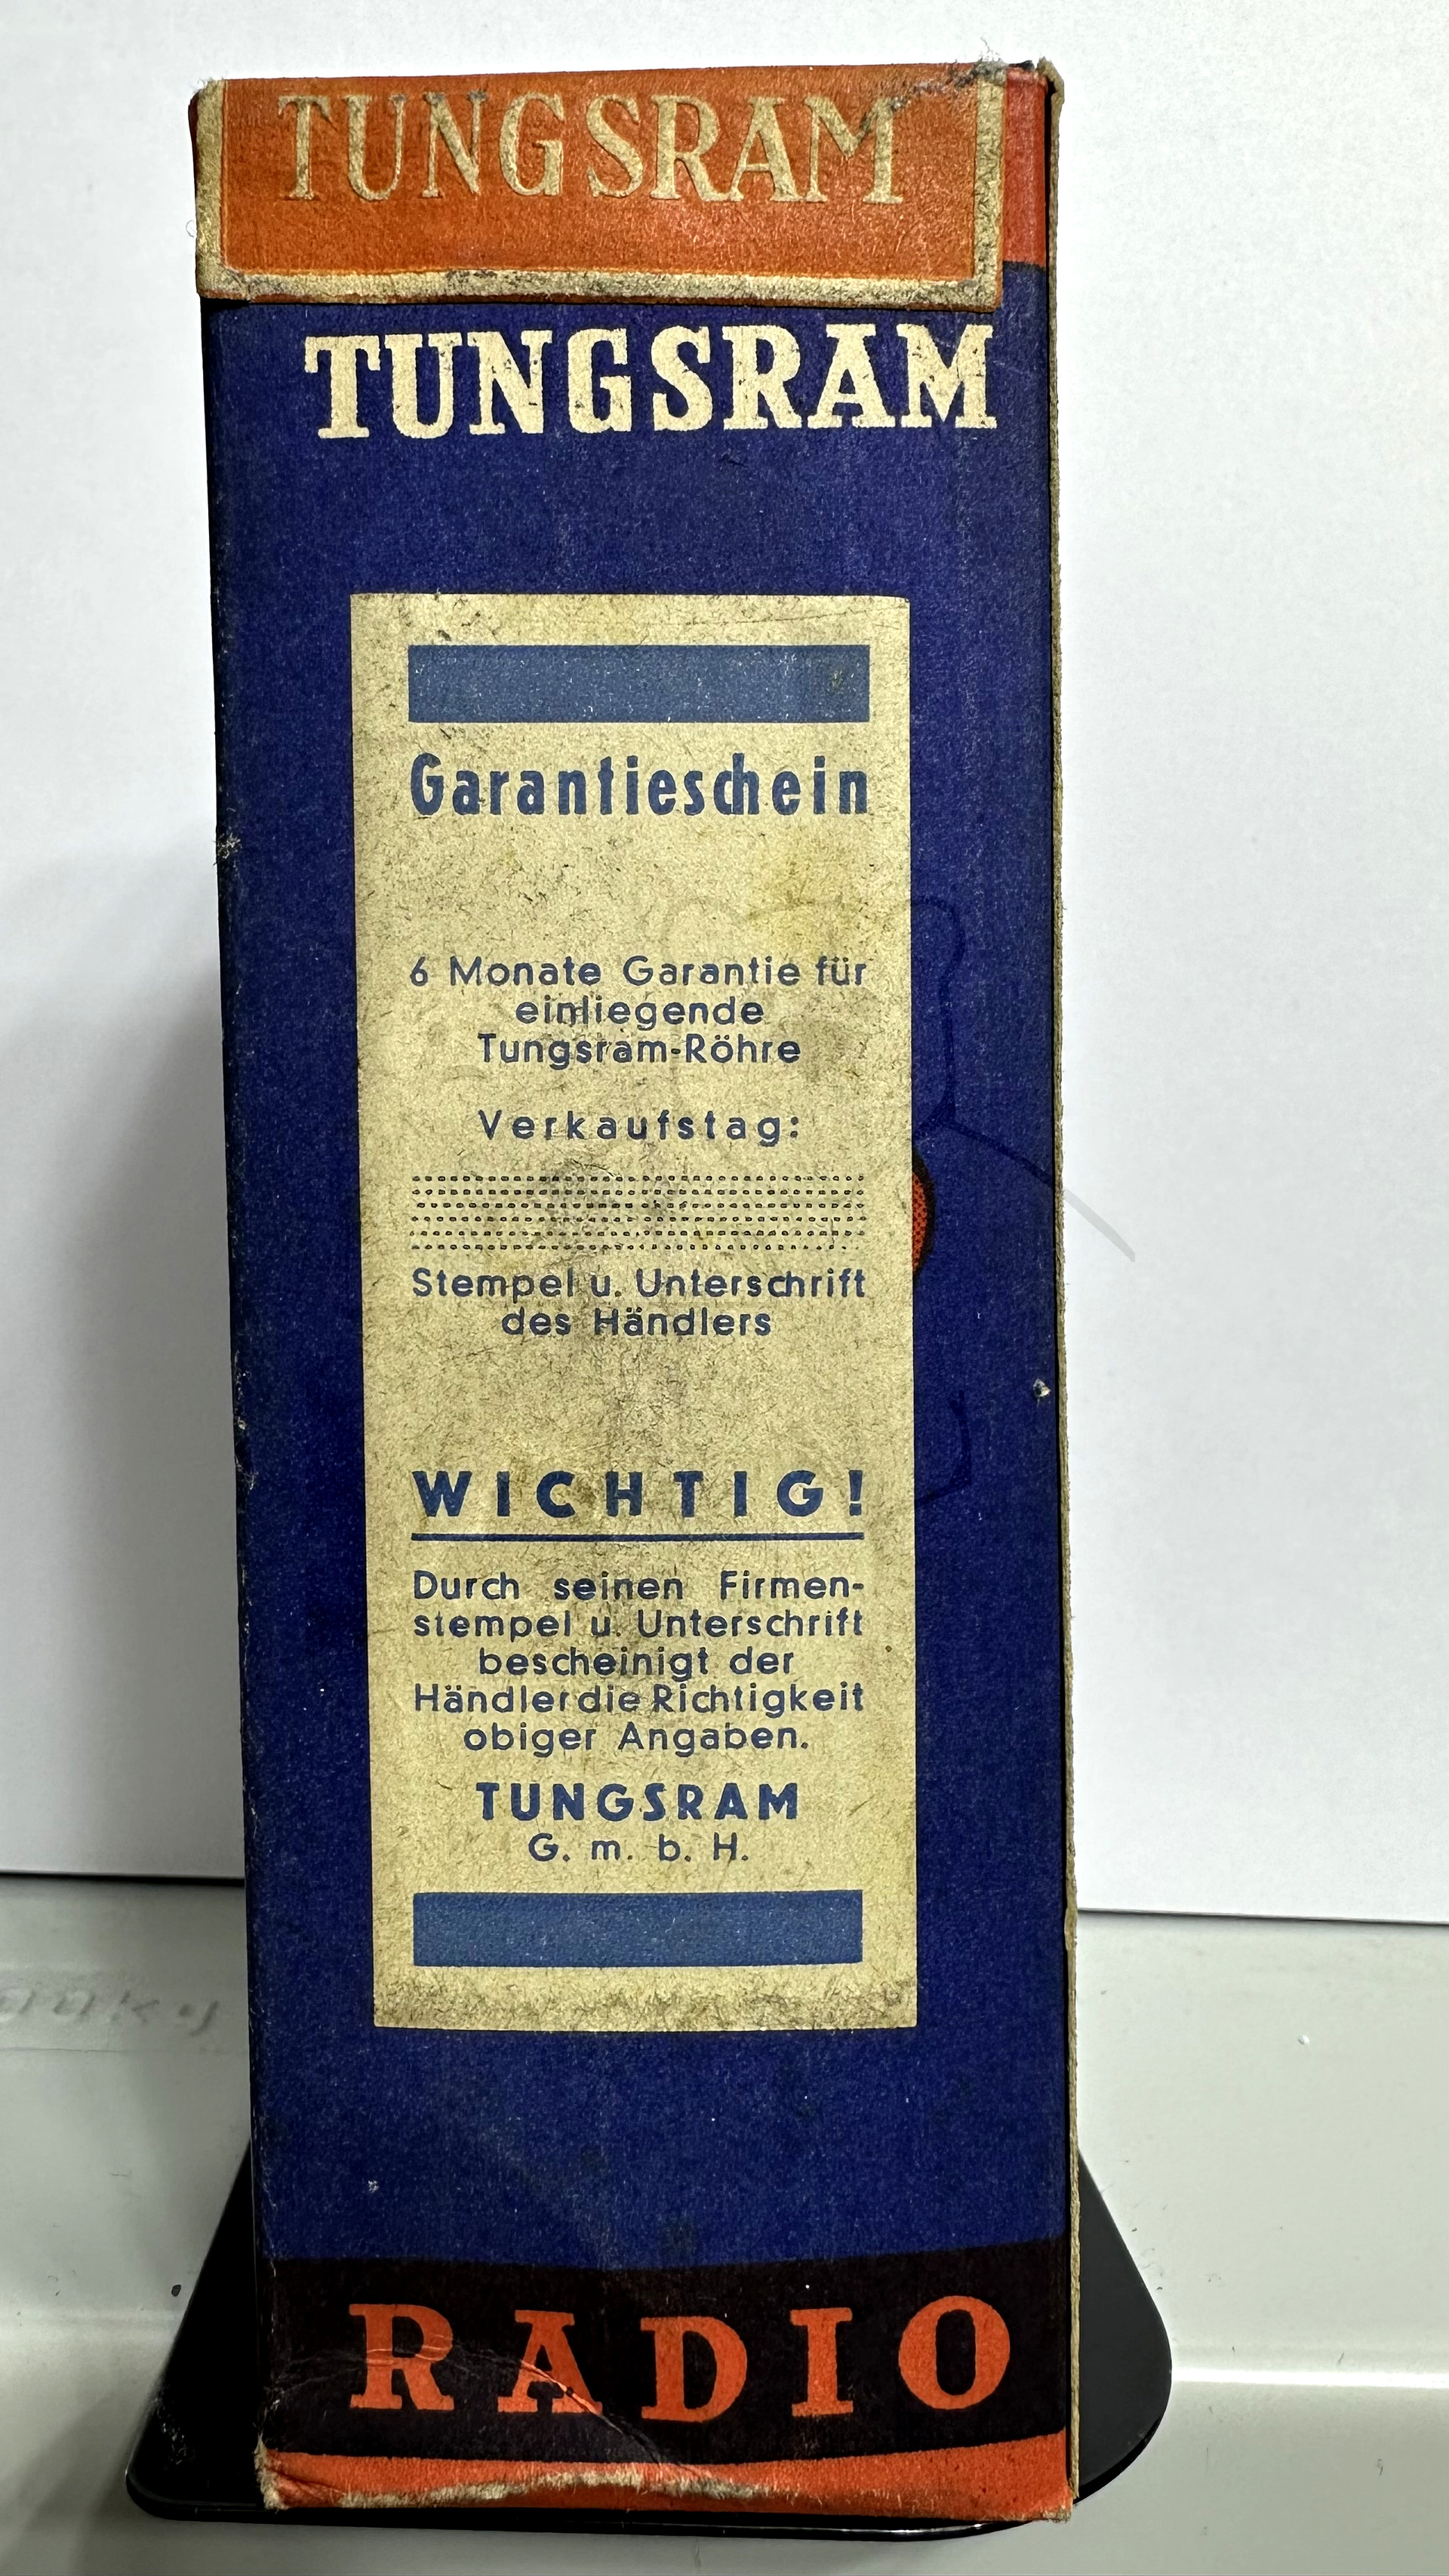 TUNGSRAM
TUNGSRAM
Garantieschein
6 Monate Garantie für
einliegende
Tungsram-Röhre
Verkaufstag:
Stempel u. Unterschrift
des Händlers
WICHTIG!
Durch seinen Firmen-
stempel u. Unterschrift
bescheinigt der
Händler die Richtigkeit
obiger Angaben.
TUNGSRAM
G. m. b. H.
RADIO